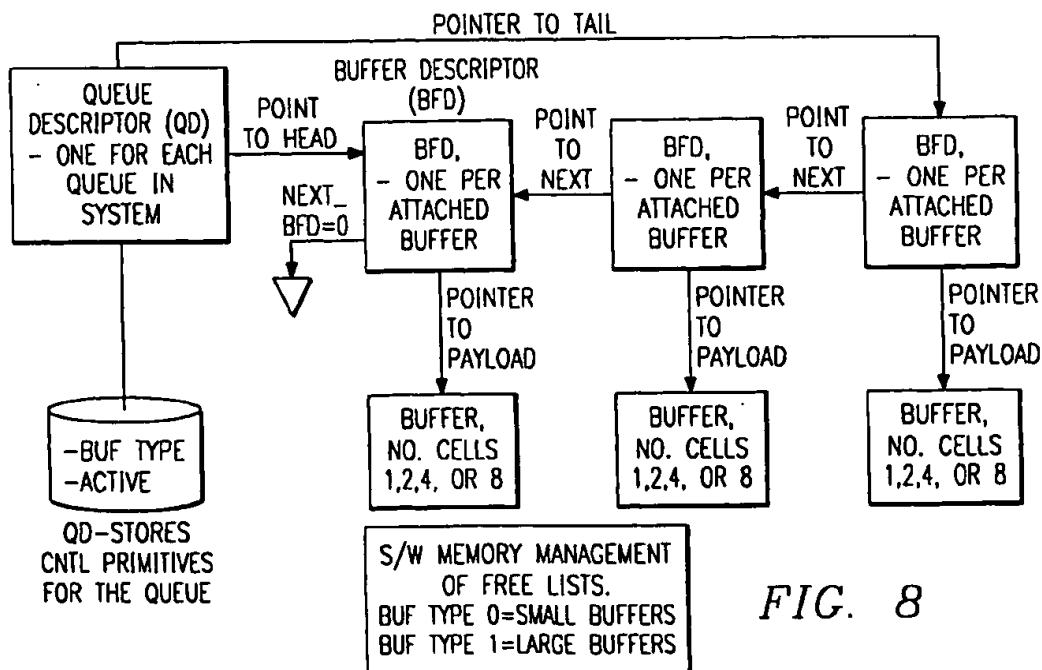 POINTER TO TAIL
QUEUE
DESCRIPTOR (QD)
- ONE FOR EACH
QUEUE IN
SYSTEM
POINT
TO HEAD
BUFFER DESCRIPTOR
(BFD)
BFD,
- ONE PER
ATTACHED
BUFFER
POINT
TO
NEXT
BFD,
- ONE PER
ATTACHED
BUFFER
POINT
TO
NEXT
BFD,
- ONE PER
ATTACHED
BUFFER
NEXT_
BFD=0
POINTER
TO
PAYLOAD
POINTER
TO
PAYLOAD
POINTER
TO
PAYLOAD
-BUF TYPE
-ACTIVE
QD-STORES
CNTL PRIMITIVES
FOR THE QUEUE
BUFFER,
NO. CELLS
1,2,4, OR 8
BUFFER,
NO. CELLS
1,2,4, OR 8
BUFFER,
NO. CELLS
1,2,4, OR 8
S/W MEMORY MANAGEMENT
OF FREE LISTS.
BUF TYPE 0=SMALL BUFFERS
BUF TYPE 1=LARGE BUFFERS
FIG. 8